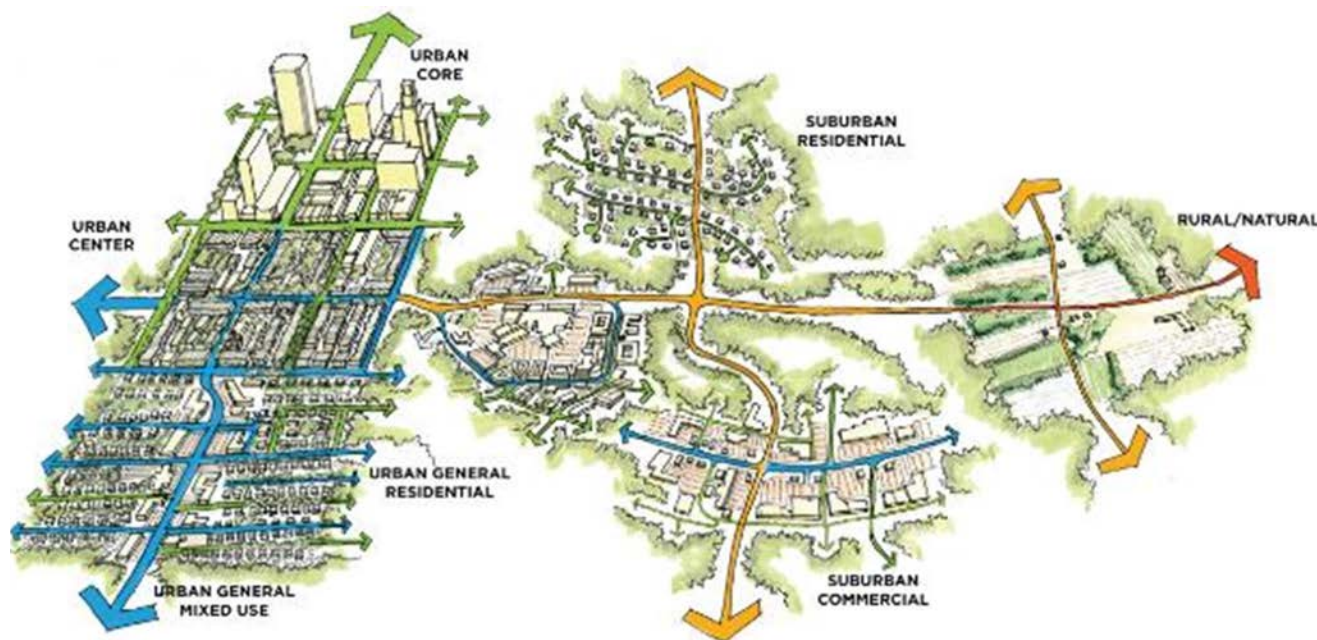 URBAN
CORE
SUBURBAN
RESIDENTIAL
URBAN
CENTER
RURAL/NATURAL
URBAN GENERAL
RESIDENTIAL
URBAN GENERAL
MIXED USE
SUBURBAN
COMMERCIAL